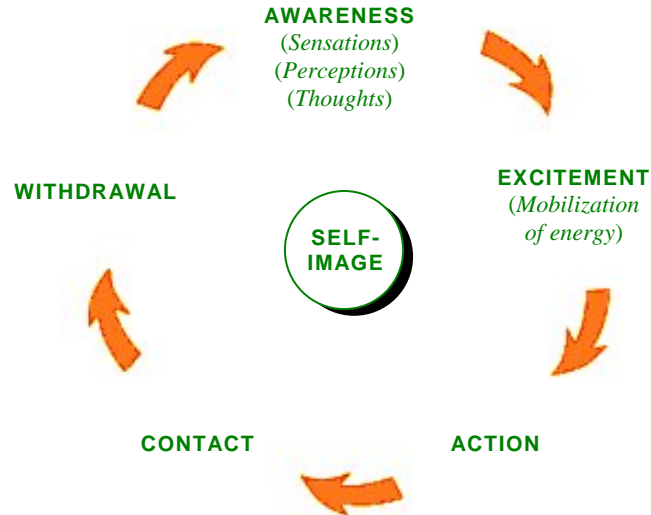 AWARENESS
(Sensations)
(Perceptions)
(Thoughts)
EXCITEMENT
(Mobilization
of energy)
ACTION
CONTACT
WITHDRAWAL
SELF-
IMAGE